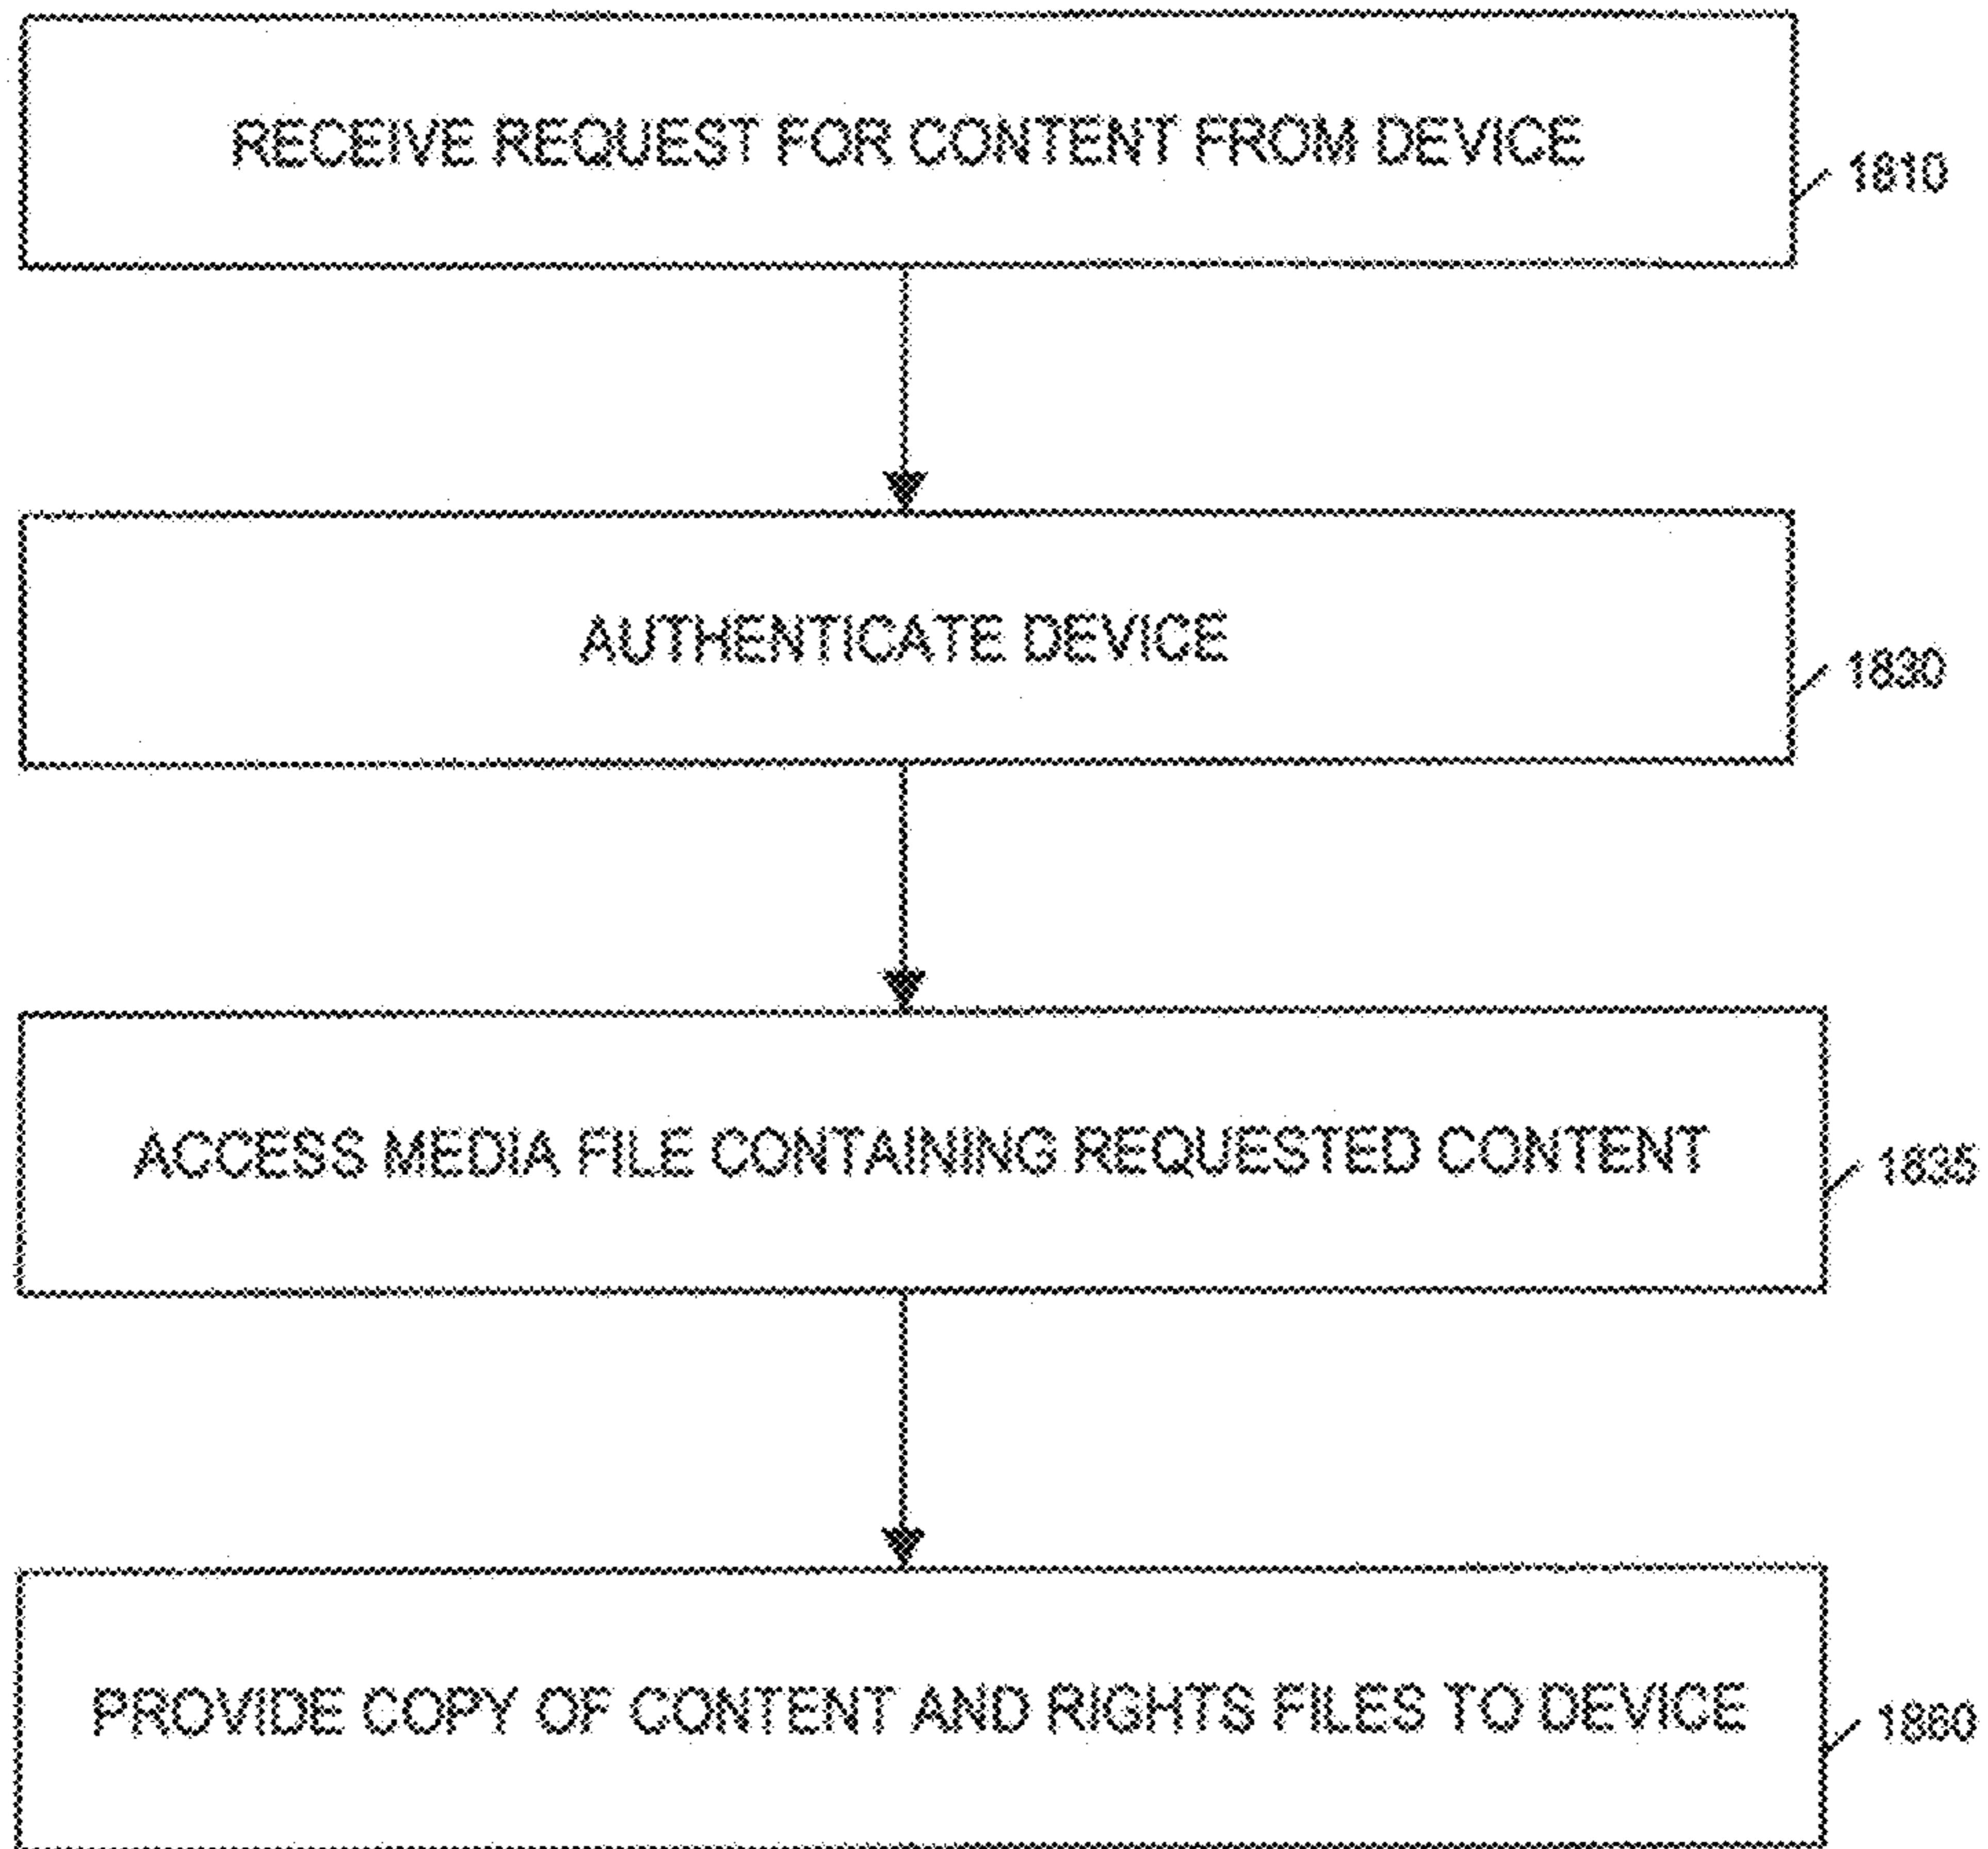 RECEIVE REQUEST FOR CONTENT FROM DEVICE
1810
AUTHENTICATE DEVICE
1830
ACCESS MEDIA FILE CONTAINING REQUESTED CONTENT
1835
PROVIDE COPY OF CONTENT AND RIGHTS FILES TO DEVICE
1860